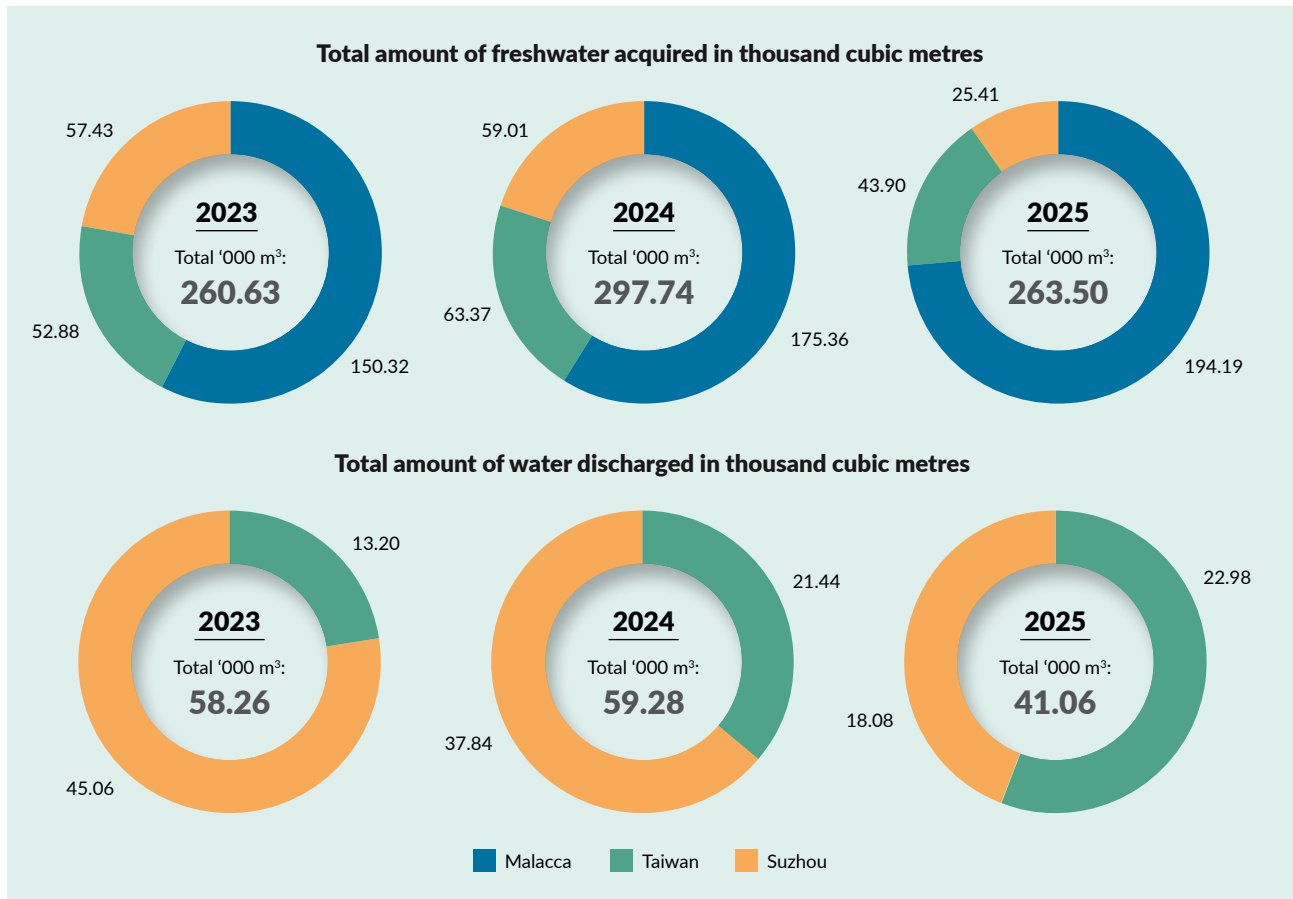 Total amount of freshwater acquired in thousand cubic metres
57.43
2023
Total ‘000 m³:
260.63
52.88
150.32
59.01
2024
Total ‘000 m³:
297.74
63.37
175.36
25.41
43.90
2025
Total ‘000 m³:
263.50
194.19
Total amount of water discharged in thousand cubic metres
13.20
2023
Total ‘000 m³:
58.26
45.06
21.44
2024
Total ‘000 m³:
59.28
37.84
22.98
2025
Total ‘000 m³:
41.06
18.08
Malacca
Taiwan
Suzhou